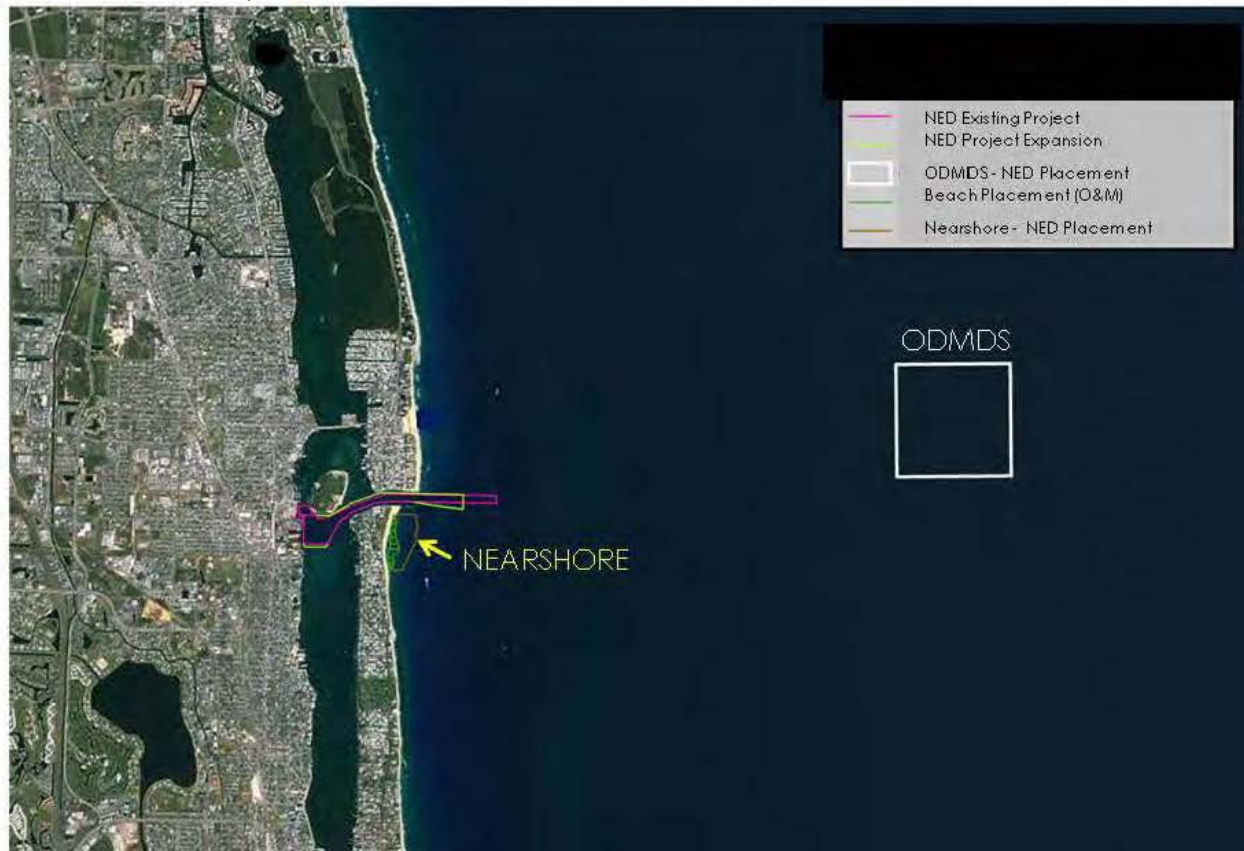 NED Existing Project
NED Project Expansion
ODMDS- NED Placement
Beach Placement (O&M)
Nearshore- NED Placement
ODMDS
NEARSHORE